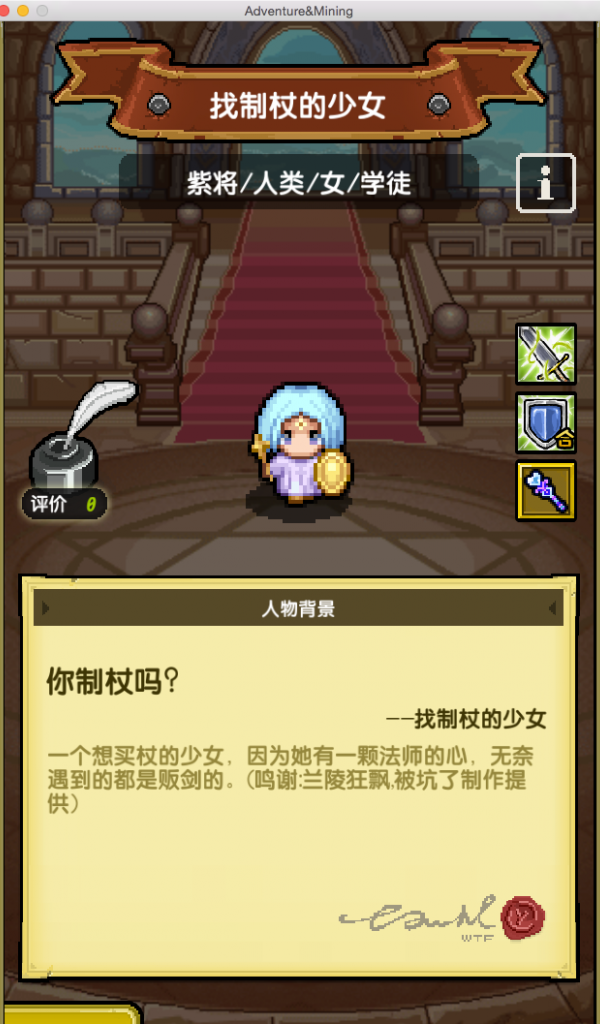 Adventure&Mining
找制杖的少女
紫将/人类/女/学徒
合
评价 0
人物背景
你制杖吗？
--找制杖的少女
一个想买杖的少女，因为她有一颗法师的心，无奈
遇到的都是贩剑的。（鸣谢:兰陵狂飘,被坑了制作提
供）
WTF